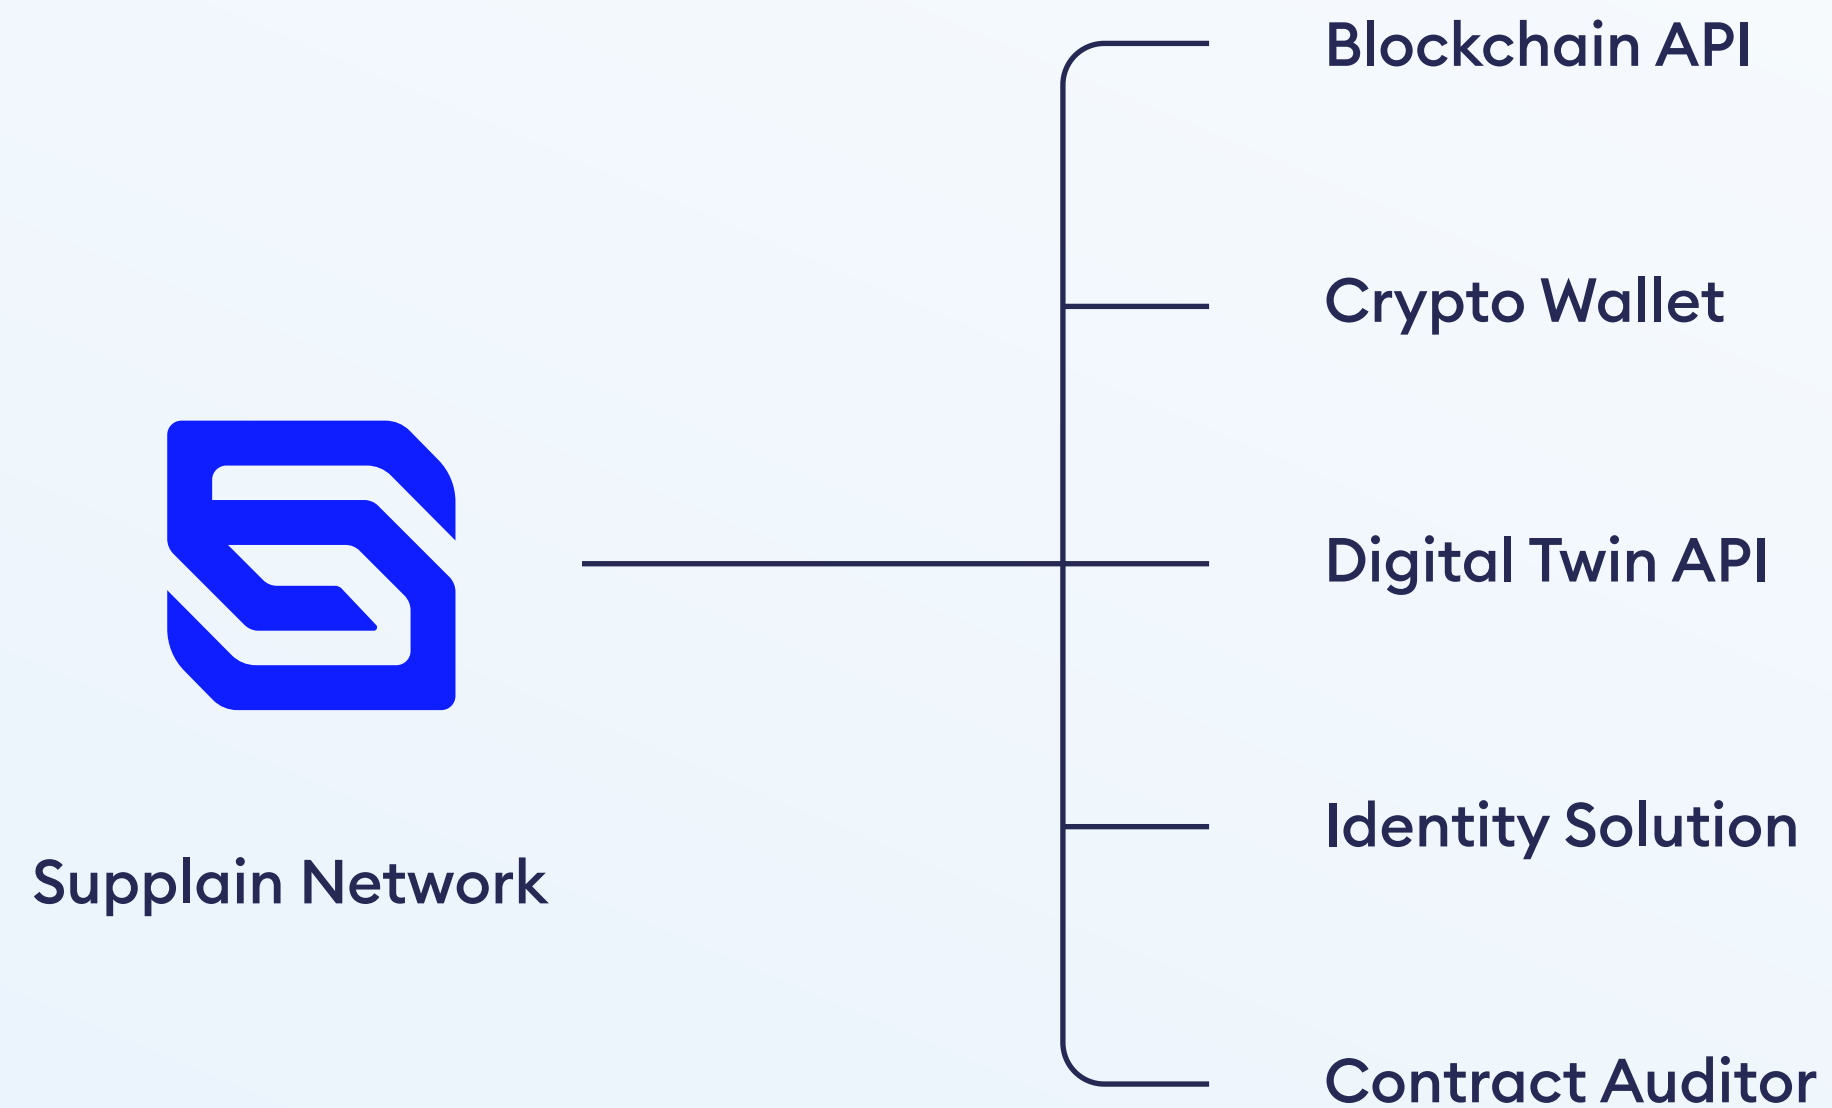 Blockchain API
Crypto Wallet
Digital Twin API
Identity Solution
Supplain Network
Contract Auditor